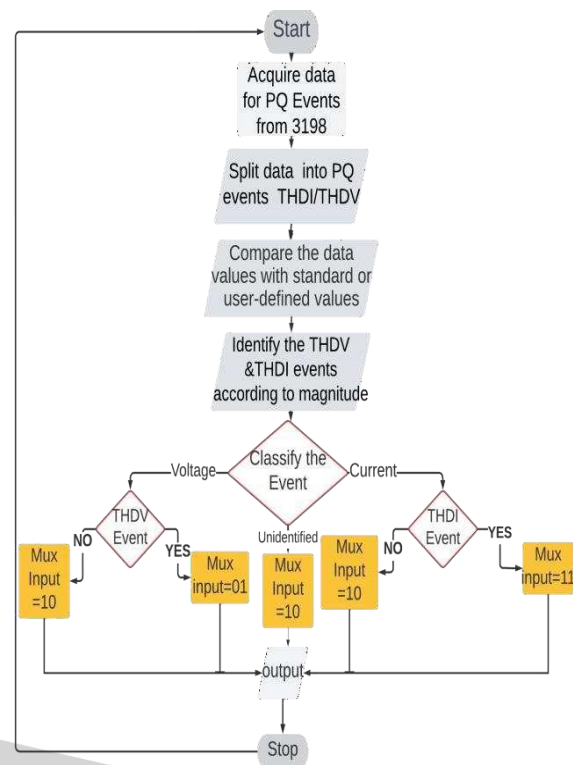 Start
Acquire data
for PQ Events
from 3198
Split data into PQ
events THDI/THDV
Compare the data
values with standard or
user-defined values
Identify the THDV
&THDI events
according to magnitude
Classify the
Event
Voltage
Current
Unidentified
THDV
Event
NO
YES
THDI
Event
NO
YES
Mux
Input
=10
Mux
input=01
Mux
Input
=10
Mux
Input
=10
Mux
input=11
output
Stop